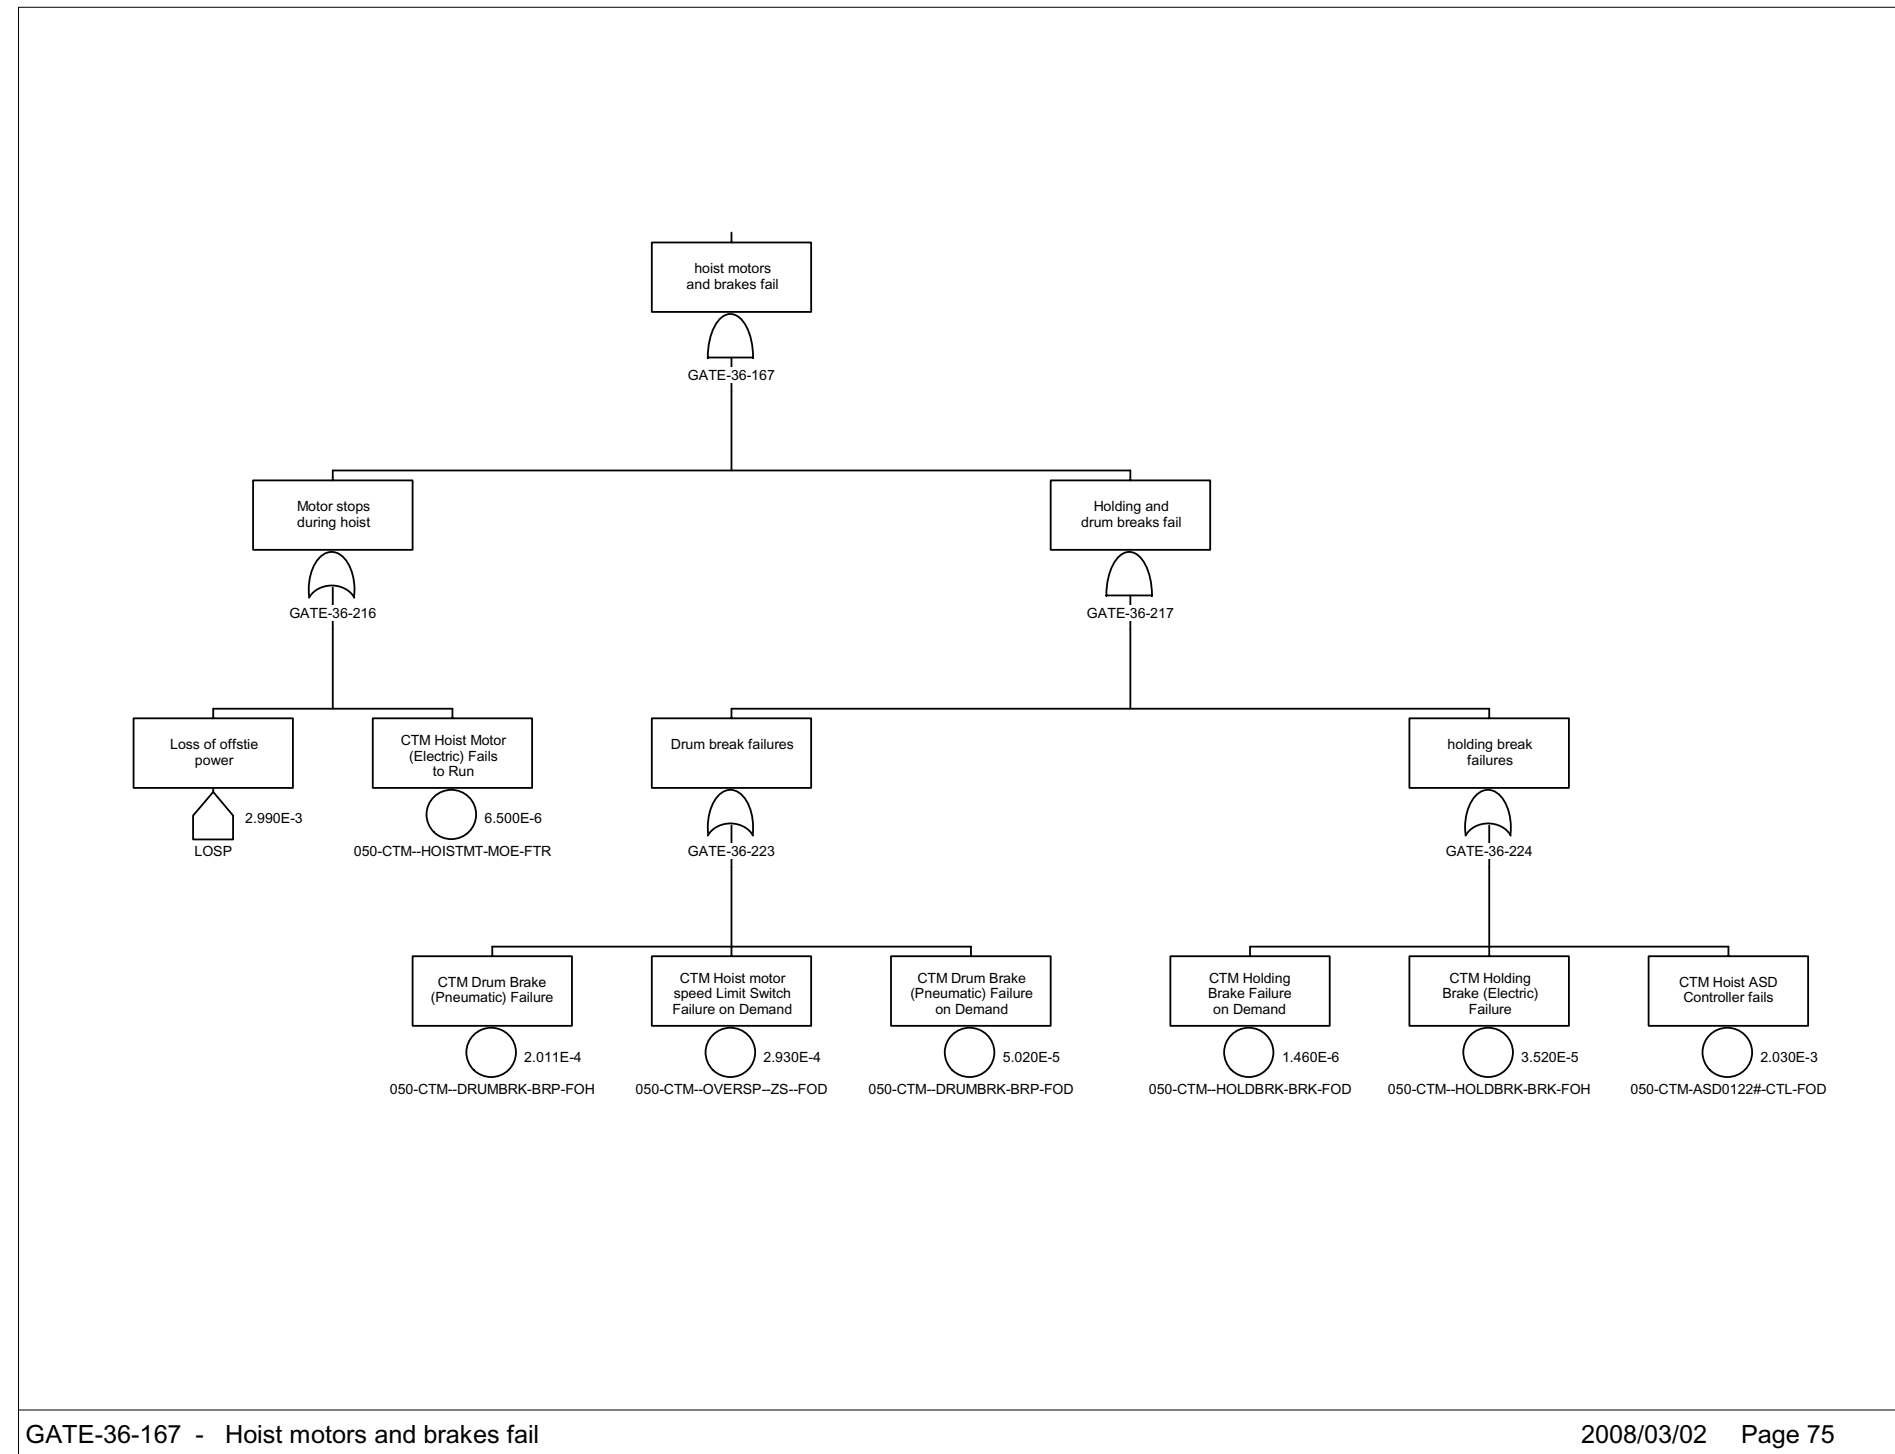 hoist motors
and brakes fail
GATE-36-167
Motor stops
during hoist
GATE-36-216
Holding and
drum breaks fail
GATE-36-217
Loss of offstie
power
2.990E-3
LOSP
CTM Hoist Motor
(Electric) Fails
to Run
6.500E-6
050-CTM--HOISTMT-MOE-FTR
Drum break failures
GATE-36-223
holding break
failures
GATE-36-224
CTM Drum Brake
(Pneumatic) Failure
2.011E-4
050-CTM--DRUMBRK-BRP-FOH
CTM Hoist motor
speed Limit Switch
Failure on Demand
2.930E-4
050-CTM--OVERSP--ZS--FOD
CTM Drum Brake
(Pneumatic) Failure
on Demand
5.020E-5
050-CTM--DRUMBRK-BRP-FOD
CTM Holding
Brake Failure
on Demand
1.460E-6
050-CTM--HOLDBRK-BRK-FOD
CTM Holding
Brake (Electric)
Failure
3.520E-5
050-CTM--HOLDBRK-BRK-FOH
CTM Hoist ASD
Controller fails
2.030E-3
050-CTM-ASD0122#-CTL-FOD
GATE-36-167 - Hoist motors and brakes fail
2008/03/02 Page 75